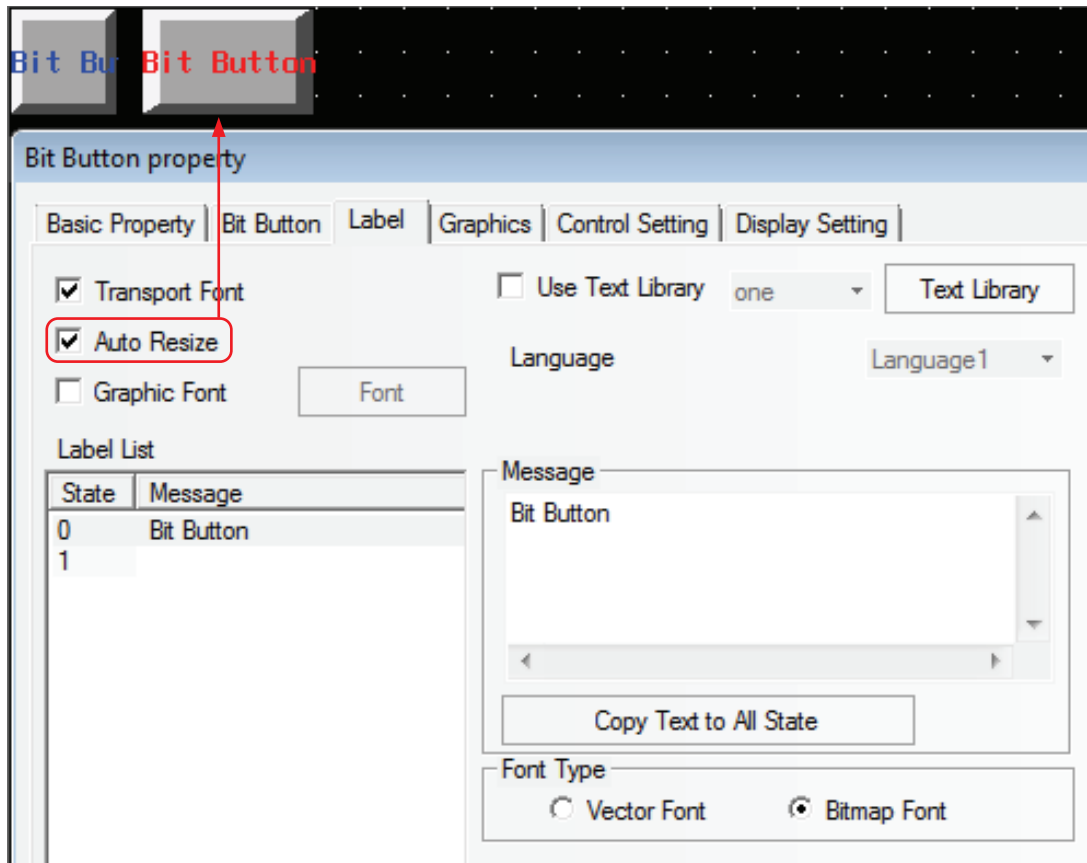 Bit Bu
Bit Button
Bit Button property
Basic Property Bit Button Label Graphics Control Setting Display Setting
Transport Font
Use Text Library one Text Library
Auto Resize
Language Language1
Graphic Font Font
Label List
State Message
0 Bit Button
1
Message
Bit Button
Copy Text to All State
Font Type
Vector Font Bitmap Font